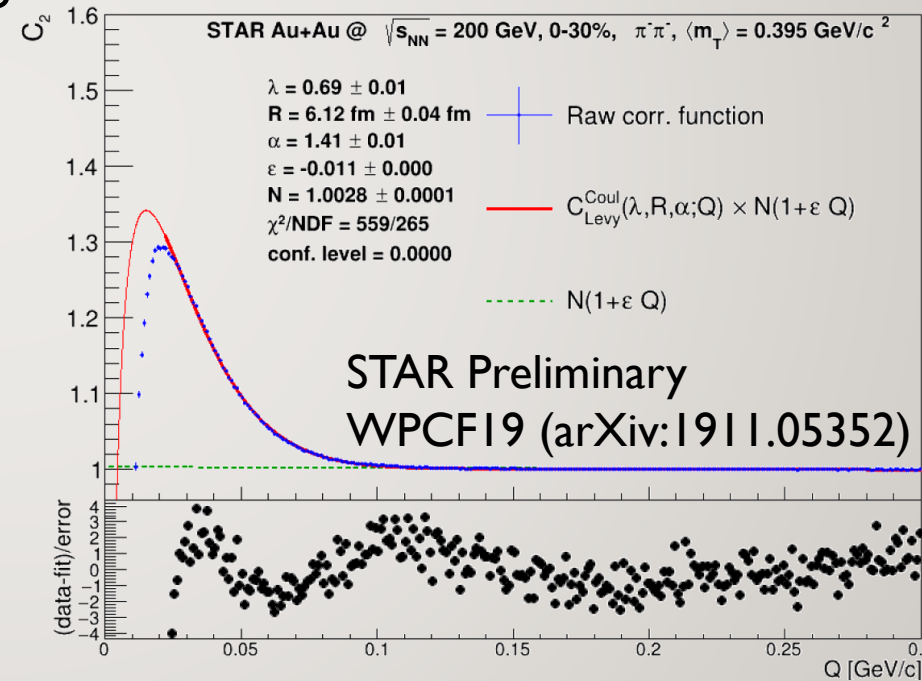 C₂
STAR Au+Au @ √s_NN = 200 GeV, 0-30%, π⁻π⁻, ⟨m_T⟩ = 0.395 GeV/c ²
λ = 0.69 ± 0.01
R = 6.12 fm ± 0.04 fm
α = 1.41 ± 0.01
ε = -0.011 ± 0.000
N = 1.0028 ± 0.0001
χ²/NDF = 559/265
conf. level = 0.0000
Raw corr. function
C^Coul_Levy(λ,R,α;Q) × N(1+ε Q)
N(1+ε Q)
STAR Preliminary
WPCF19 (arXiv:1911.05352)
1.6
1.5
1.4
1.3
1.2
1.1
1
(data-fit)/error
4
3
2
1
0
−1
−2
−3
−4
0 0.05 0.1 0.15 0.2 0.25 0.
Q [GeV/c]